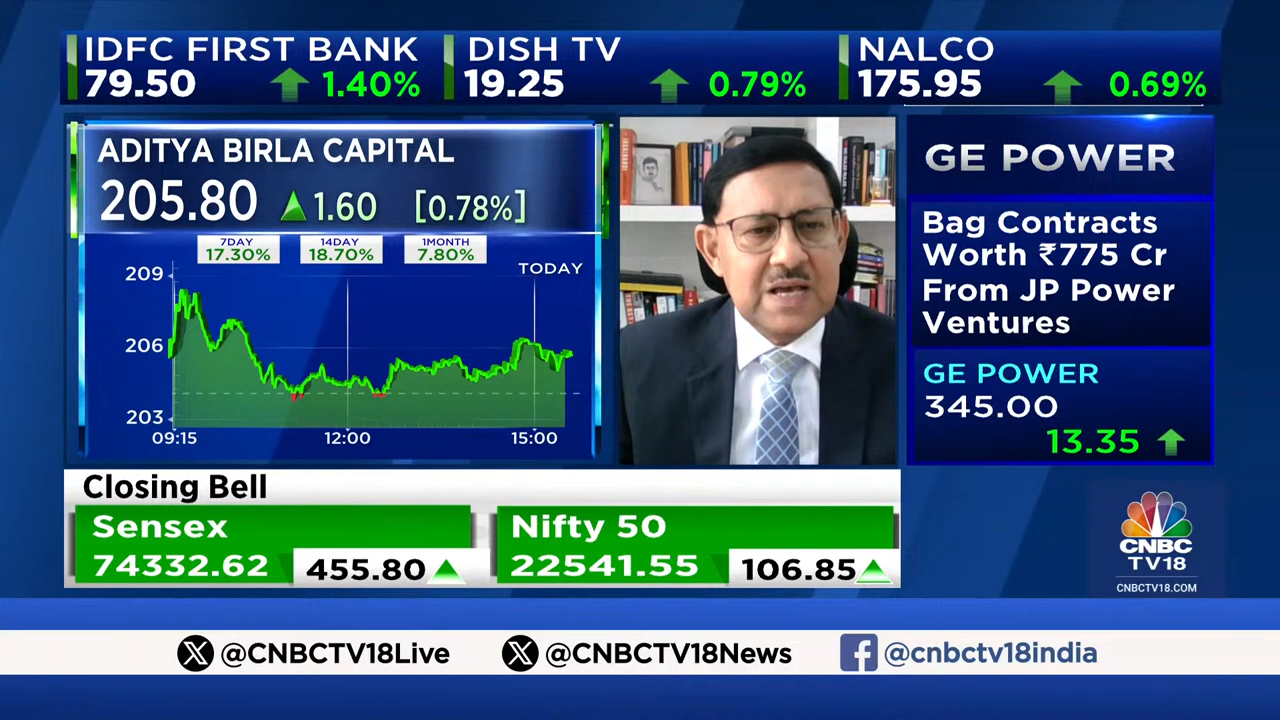 IDFC FIRST BANK
79.50 1.40%
DISH TV
19.25 0.79%
NALCO
175.95 0.69%
ADITYA BIRLA CAPITAL
205.80 1.60 [0.78%]
7DAY
17.30%
14DAY
18.70%
1MONTH
7.80%
TODAY
209
206
203
09:15 12:00 15:00
GE POWER
Bag Contracts
Worth ₹775 Cr
From JP Power
Ventures
GE POWER
345.00
13.35
Closing Bell
Sensex
74332.62 455.80
Nifty 50
22541.55 106.85
CNBC
TV18
CNBCTV18.COM
@CNBCTV18Live
@CNBCTV18News
@cnbctv18india